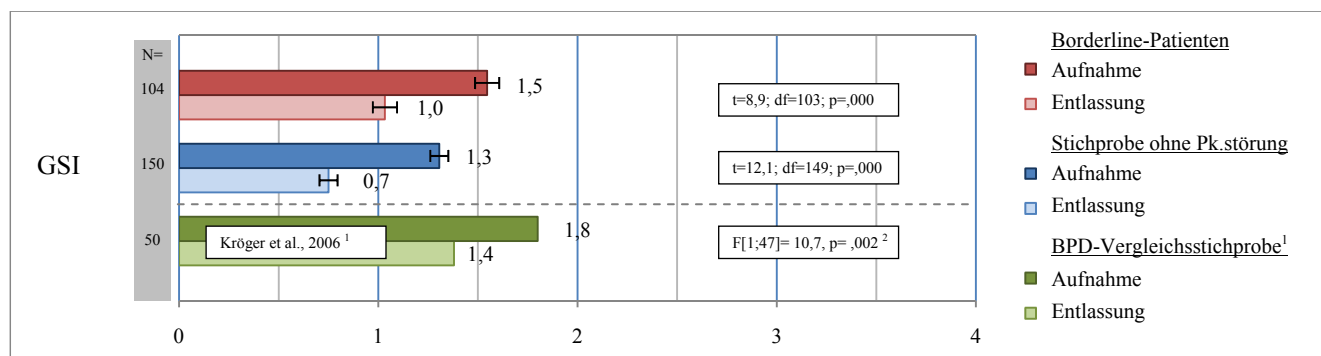 N=
104
1,5
1,0
t=8,9; df=103; p=,000
GSI
150
1,3
0,7
t=12,1; df=149; p=,000
50
Kröger et al., 2006 1
1,8
1,4
F[1;47]= 10,7, p= ,002 2
0 1 2 3 4
Borderline-Patienten
Aufnahme
Entlassung
Stichprobe ohne Pk.störung
Aufnahme
Entlassung
BPD-Vergleichsstichprobe1
Aufnahme
Entlassung